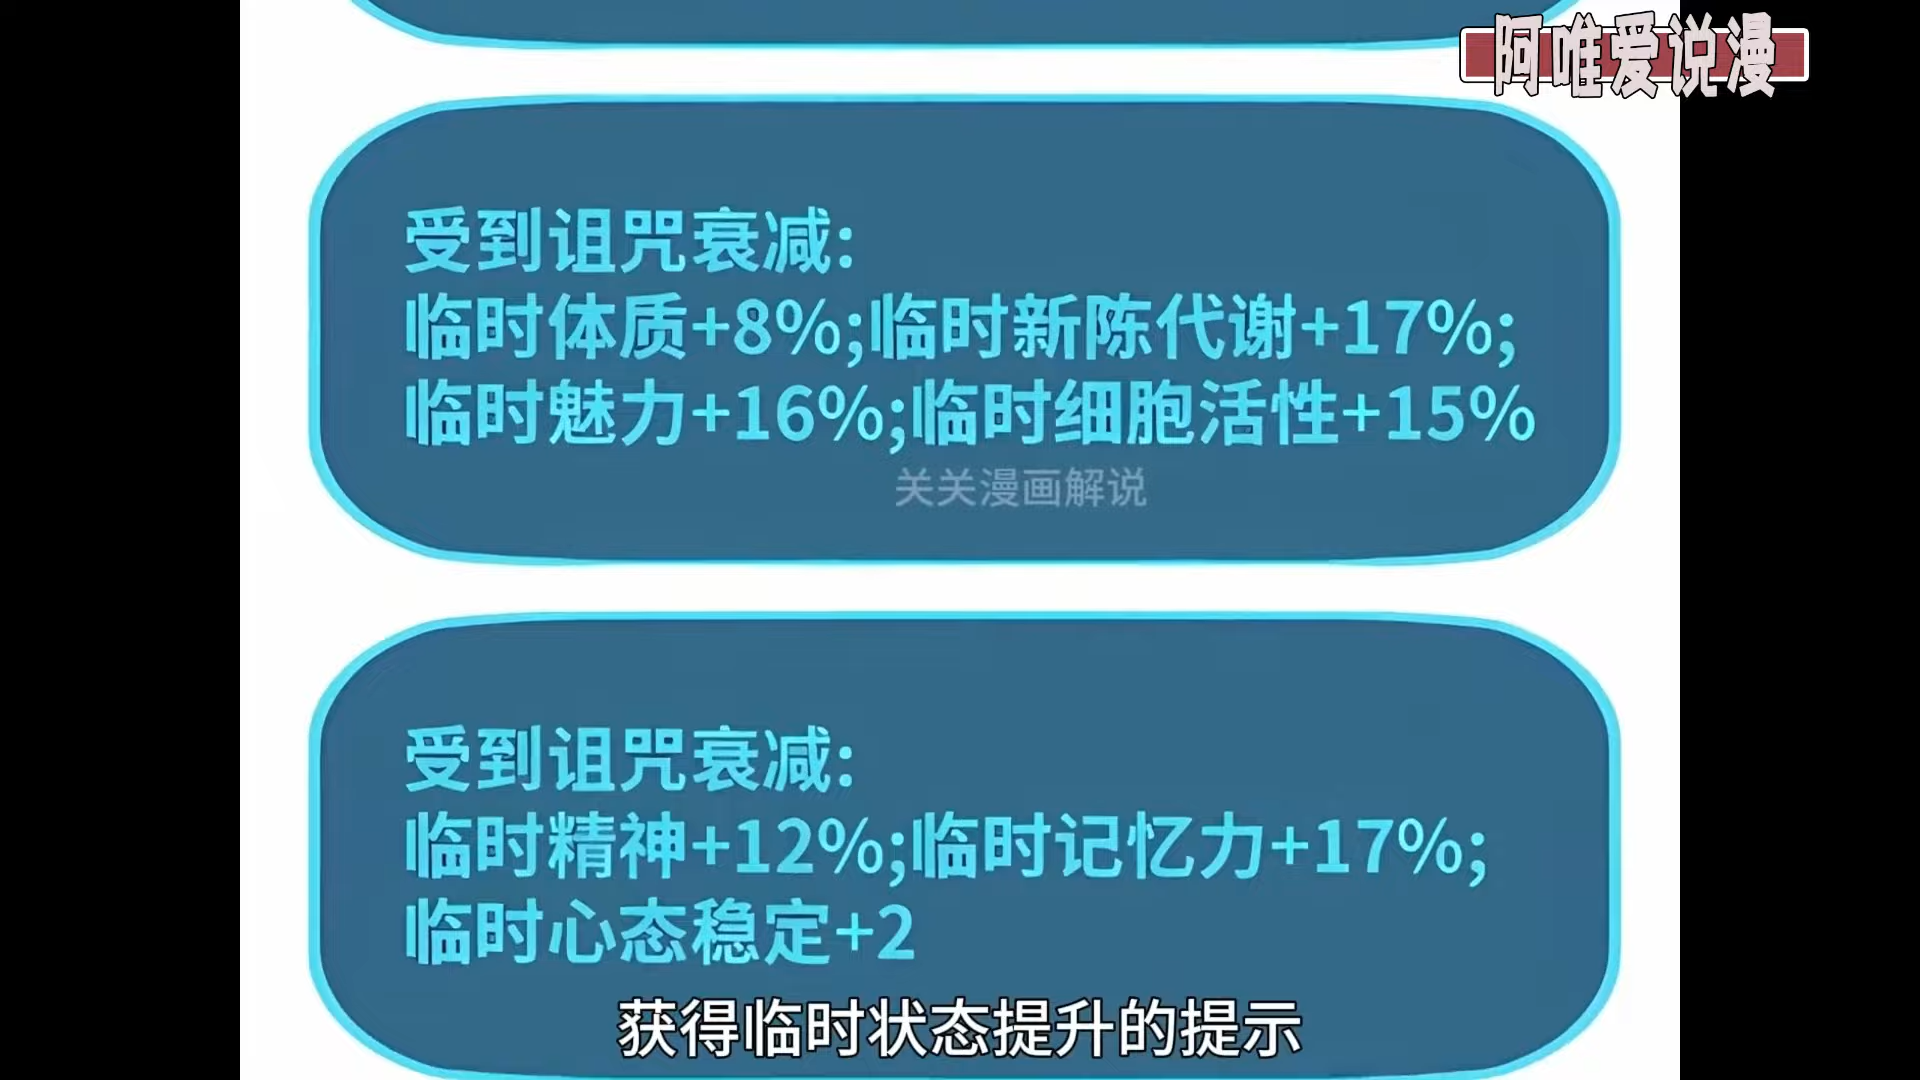 阿唯爱说漫
受到诅咒衰减:
临时体质+8%;临时新陈代谢+17%;
临时魅力+16%;临时细胞活性+15%
关关漫画解说
受到诅咒衰减:
临时精神+12%;临时记忆力+17%;
临时心态稳定+2
获得临时状态提升的提示